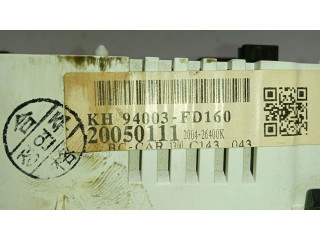 KH 94003-FD160
20050111 2004-26400K
BC-CAR C143 043